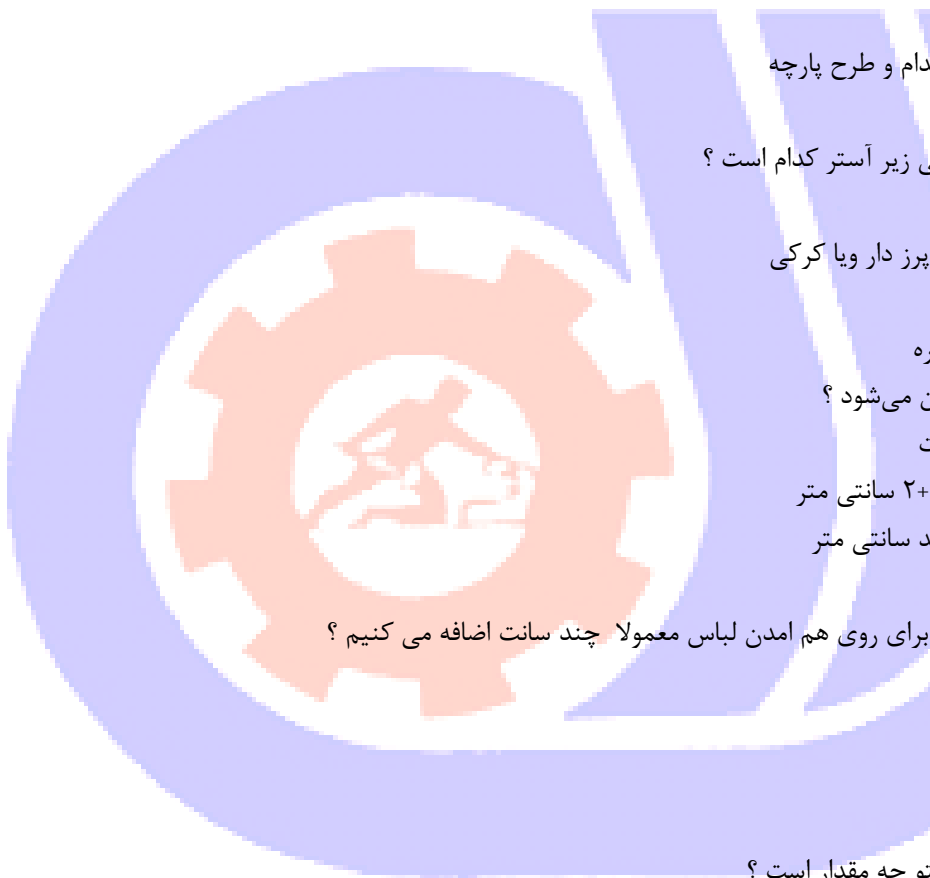 دام و طرح پارچه
ی زیر آستر کدام است ؟
پرز دار ویا کرکی
ره
ن می‌شود ؟
ت
+۲ سانتی متر
د سانتی متر
برای روی هم امدن لباس معمولا چند سانت اضافه می کنیم ؟
تو چه مقدار است ؟